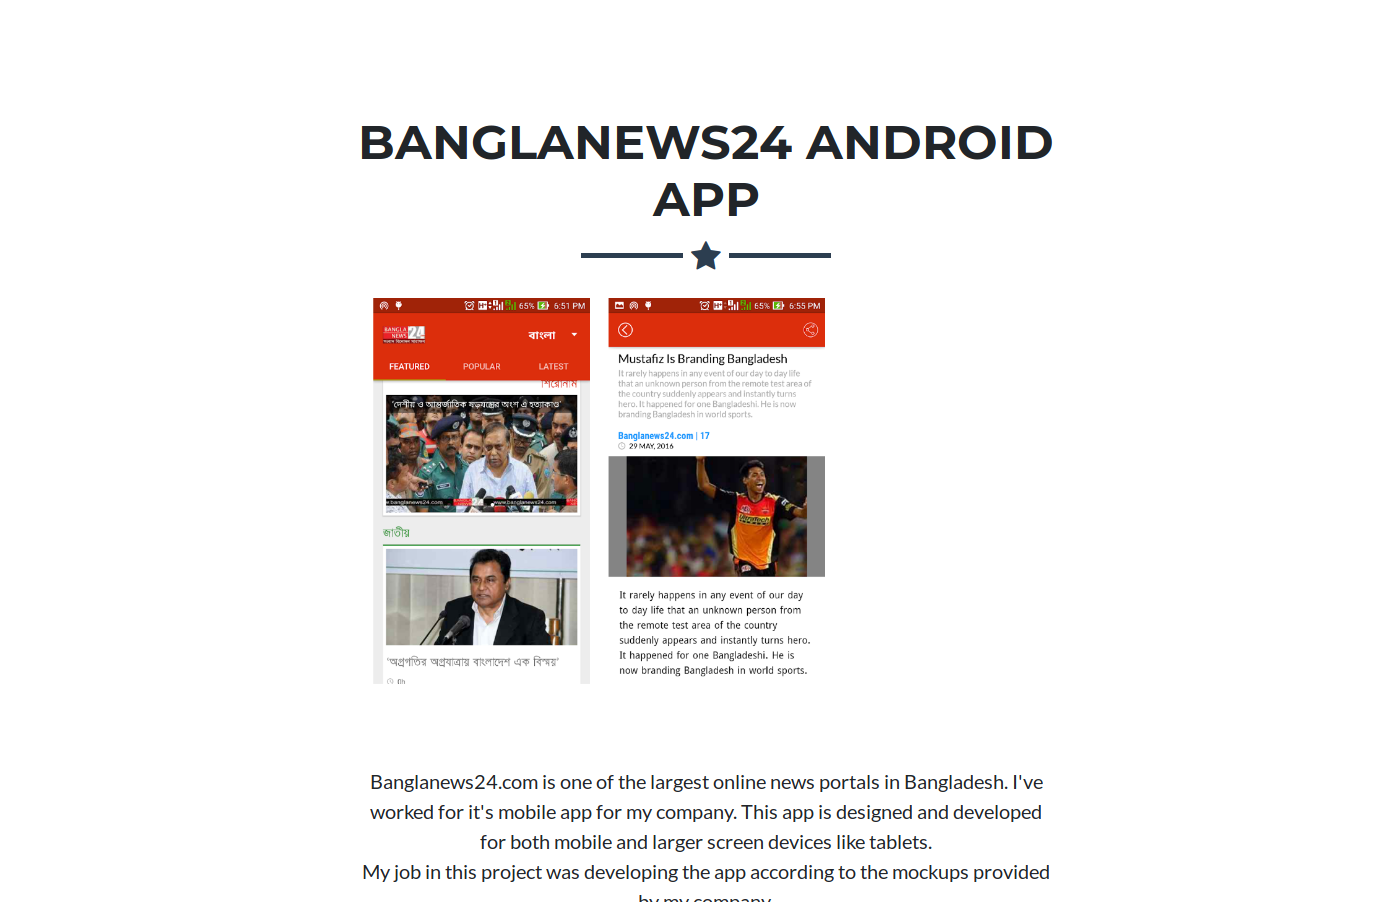 BANGLANEWS24 ANDROID
APP
65% 6:51 PM
BANGLA
NEWS 24
বাংলা
FEATURED POPULAR LATEST
শিরোনাম
'দেশীয় ও আন্তর্জাতিক ষড়যন্ত্রের অংশ এ হত্যাকাণ্ড'
www.banglanews24.com
জাতীয়
'অগ্রগতির অগ্রযাত্রায় বাংলাদেশ এক বিস্ময়'
0h
65% 6:55 PM
Mustafiz Is Branding Bangladesh
It rarely happens in any event of our day to day life
that an unknown person from the remote test area of
the country suddenly appears and instantly turns
hero. It happened for one Bangladeshi. He is now
branding Bangladesh in world sports.
Banglanews24.com | 17
29 MAY, 2016
It rarely happens in any event of our day
to day life that an unknown person from
the remote test area of the country
suddenly appears and instantly turns hero.
It happened for one Bangladeshi. He is
now branding Bangladesh in world sports.
Banglanews24.com is one of the largest online news portals in Bangladesh. I've
worked for it's mobile app for my company. This app is designed and developed
for both mobile and larger screen devices like tablets.
My job in this project was developing the app according to the mockups provided
by my company